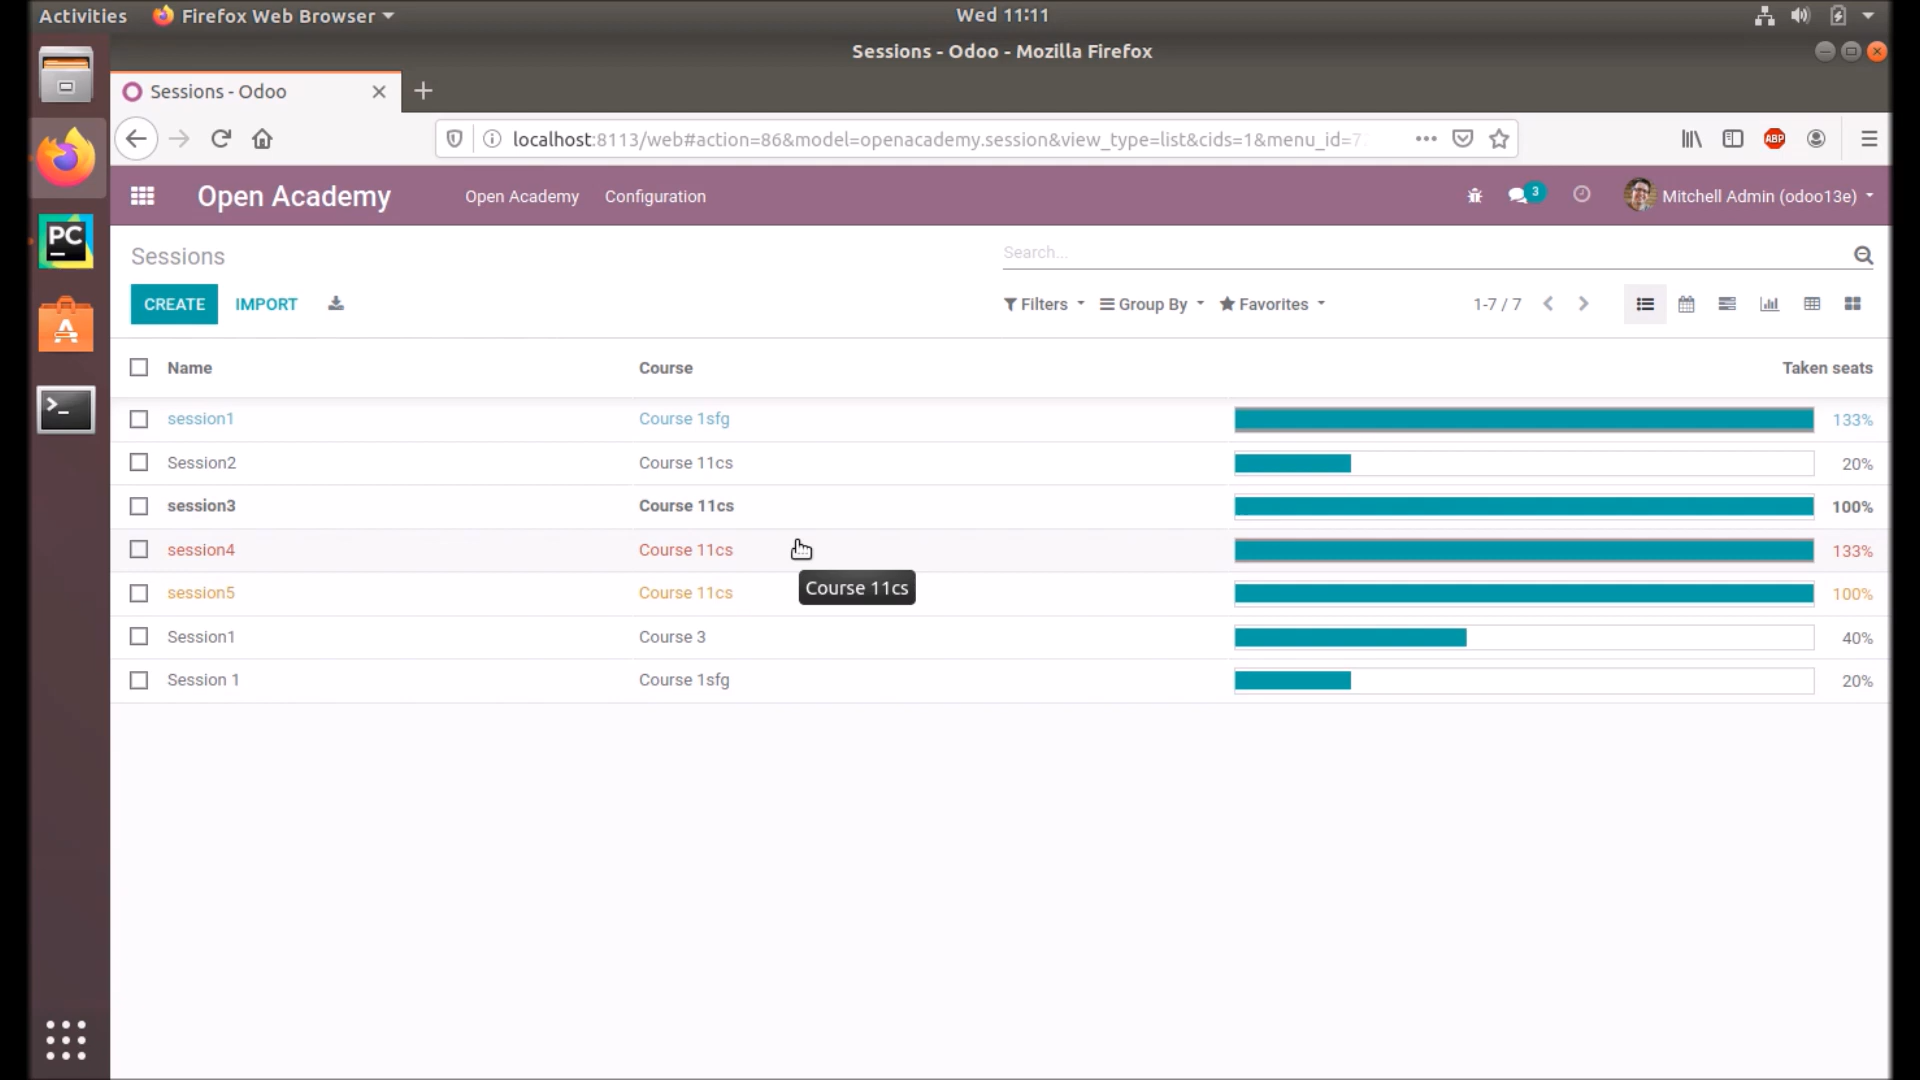 Activities Firefox Web Browser Wed 11:11
Sessions - Odoo - Mozilla Firefox
Sessions - Odoo
localhost:8113/web#action=86&model=openacademy.session&view_type=list&cids=1&menu_id=7
ABP
PC
Open Academy Open Academy Configuration 3 Mitchell Admin (odoo13e)
Sessions Search...
CREATE IMPORT Filters Group By Favorites 1-7 / 7
Name Course Taken seats
session1 Course 1sfg 133%
Session2 Course 11cs 20%
session3 Course 11cs 100%
session4 Course 11cs 133%
session5 Course 11cs 100%
Course 11cs
Session1 Course 3 40%
Session 1 Course 1sfg 20%